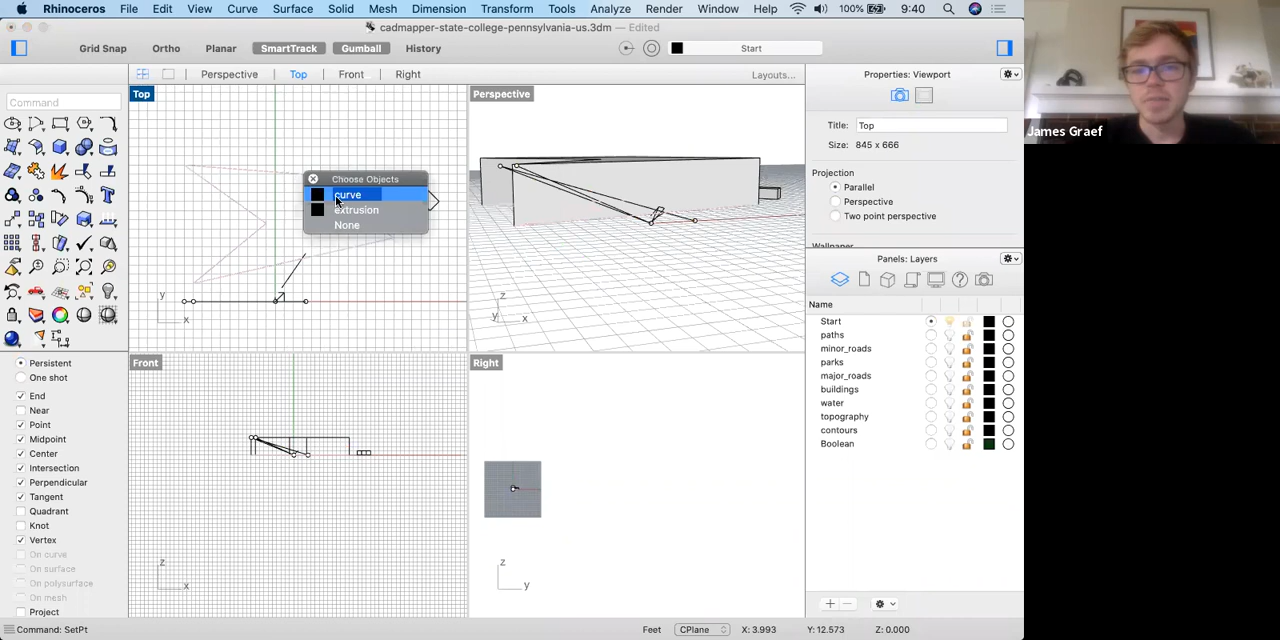 Rhinoceros File Edit View Curve Surface Solid Mesh Dimension Transform Tools Analyze Render Window Help 100% 9:40
cadmapper-state-college-pennsylvania-us.3dm — Edited
Grid Snap Ortho Planar SmartTrack Gumball History Start
Perspective Top Front Right Layouts...
Properties: Viewport
Command
Top
Perspective
Title: Top
Size: 845 x 666
Projection
Parallel
Perspective
Two point perspective
Wallpaper
Choose Objects
curve
extrusion
None
y
x
z
y x
Panels: Layers
Name
Start
paths
minor_roads
parks
major_roads
buildings
water
topography
contours
Boolean
Persistent
One shot
End
Near
Point
Midpoint
Center
Intersection
Perpendicular
Tangent
Quadrant
Knot
Vertex
On curve
On surface
On polysurface
On mesh
Project
Front
Right
z
x
z
y
Command: SetPt
Feet CPlane X: 3.993 Y: 12.573 Z: 0.000
James Graef